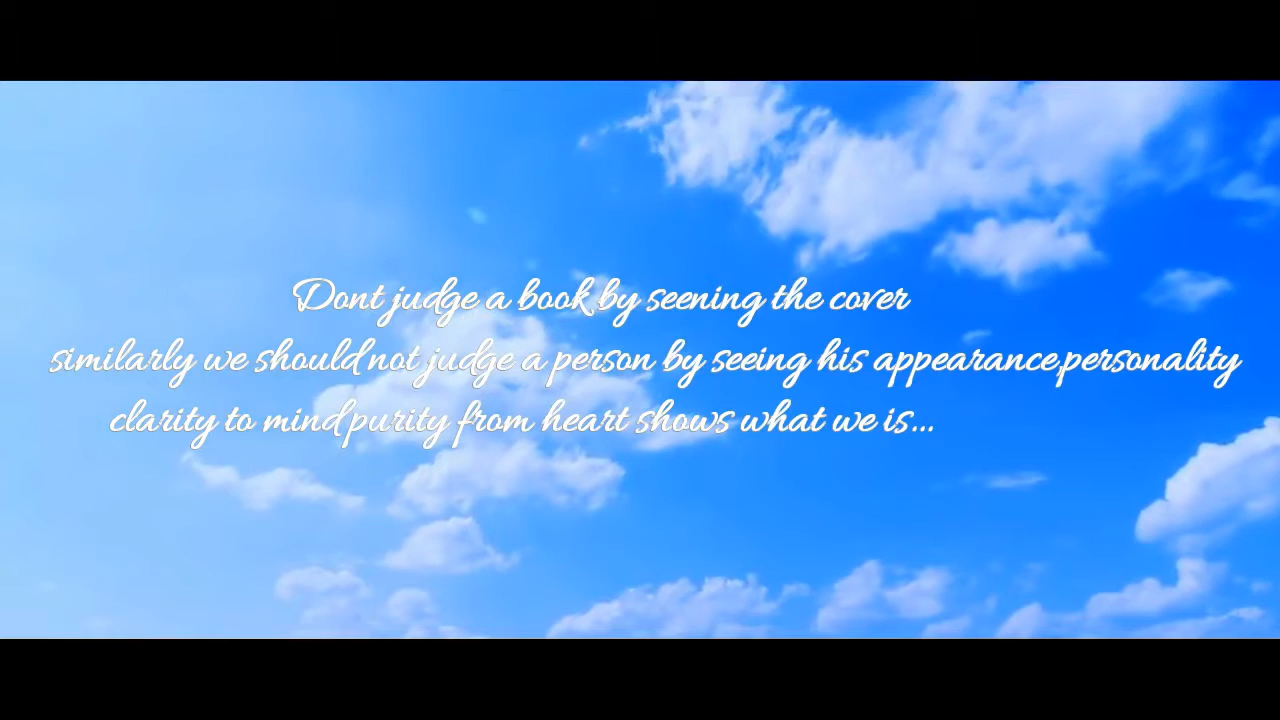 Dont judge a book by seening the cover
similarly we should not judge a person by seeing his appearance,personality
clarity to mind purity from heart shows what we is...